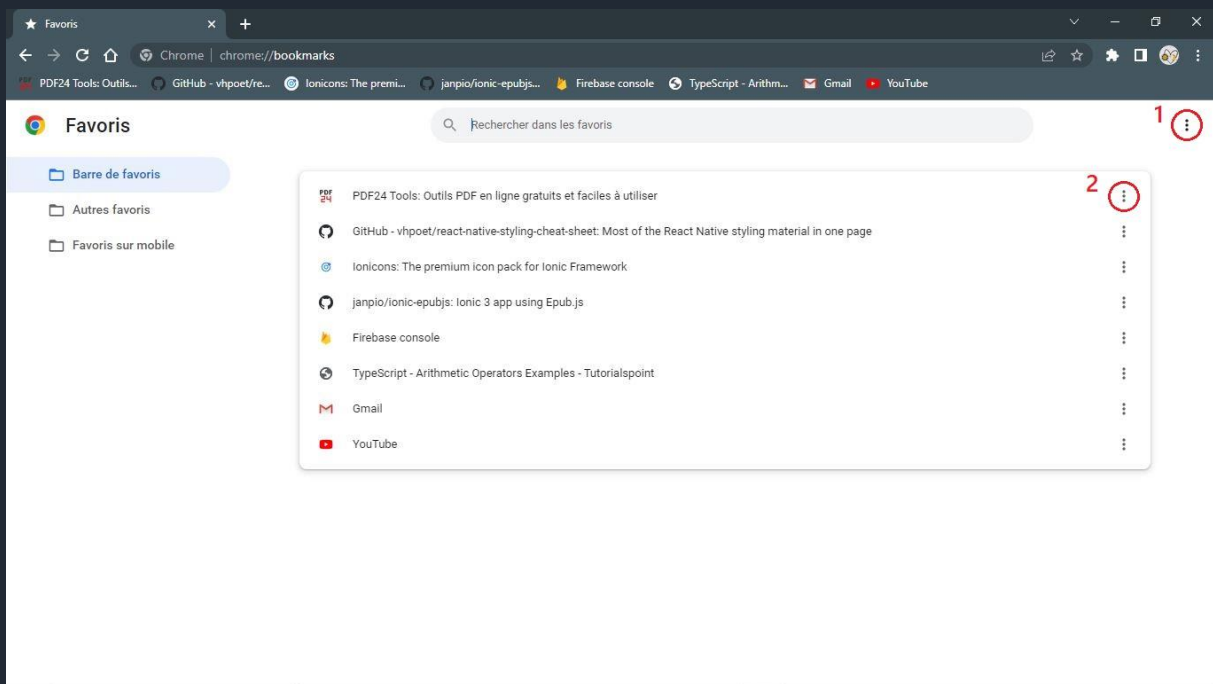 Favoris
Chrome | chrome://bookmarks
PDF24 Tools: Outils... GitHub - vhpoet/re... Ionicons: The premi... janpio/ionic-epubjs... Firebase console TypeScript - Arithm... Gmail YouTube
Favoris
Rechercher dans les favoris
1
Barre de favoris
Autres favoris
Favoris sur mobile
2
PDF24 PDF24 Tools: Outils PDF en ligne gratuits et faciles à utiliser
GitHub - vhpoet/react-native-styling-cheat-sheet: Most of the React Native styling material in one page
Ionicons: The premium icon pack for Ionic Framework
janpio/ionic-epubjs: Ionic 3 app using Epub.js
Firebase console
TypeScript - Arithmetic Operators Examples - Tutorialspoint
Gmail
YouTube